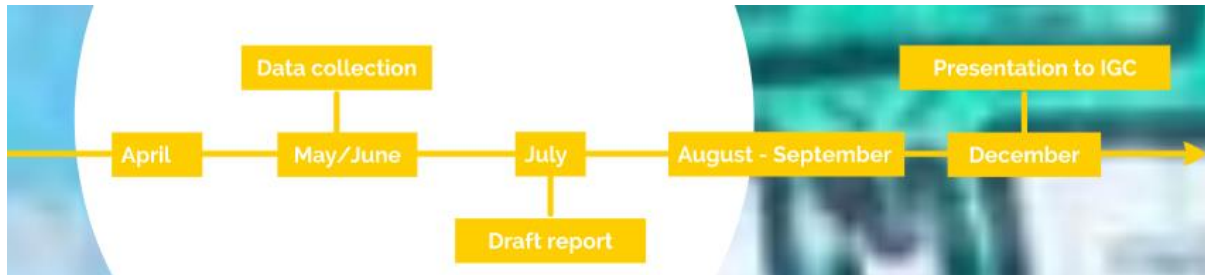 Data collection
Presentation to IGC
April
May/June
July
August - September
December
Draft report